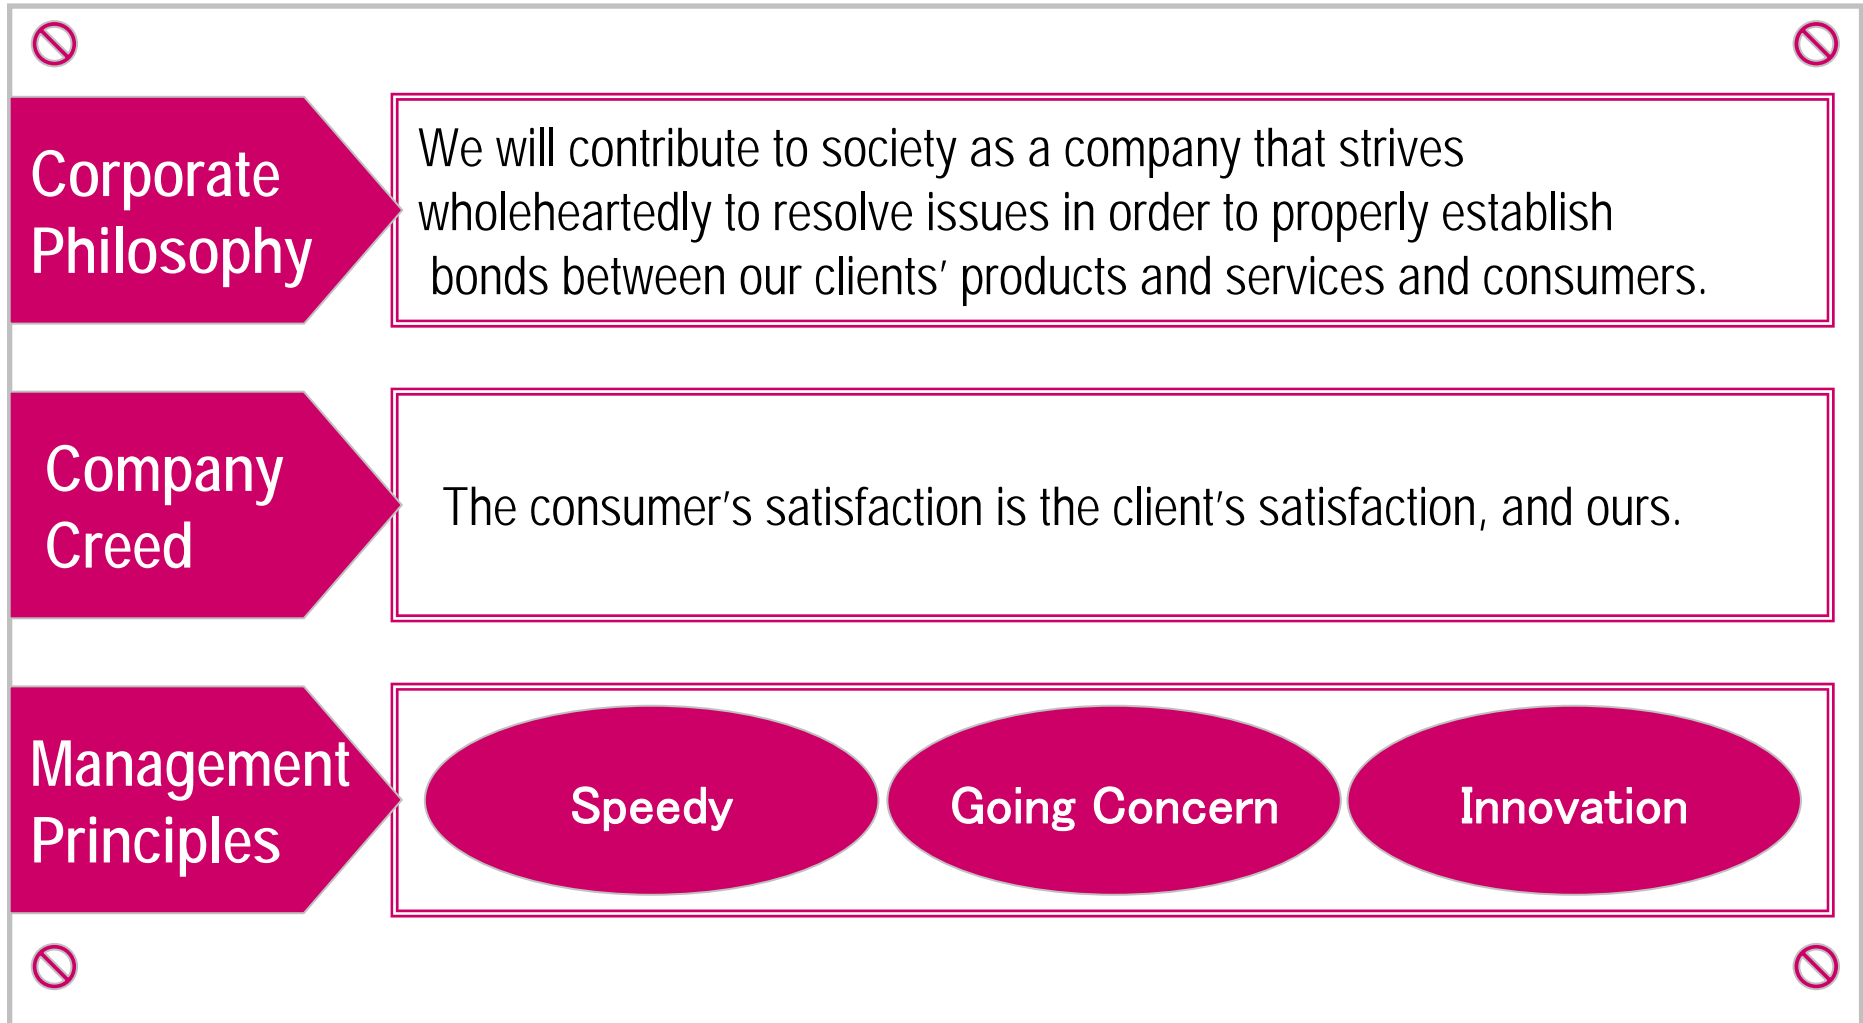 Corporate
Philosophy
We will contribute to society as a company that strives
wholeheartedly to resolve issues in order to properly establish
bonds between our clients’ products and services and consumers.
Company
Creed
The consumer’s satisfaction is the client’s satisfaction, and ours.
Management
Principles
Speedy
Going Concern
Innovation